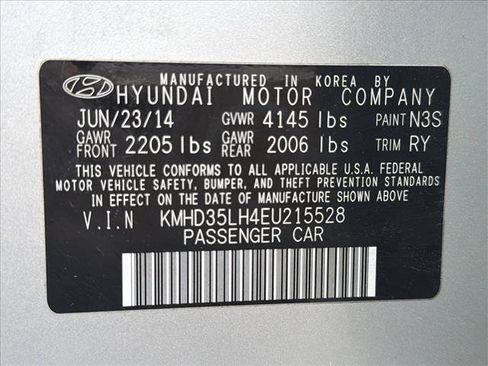 MANUFACTURED IN KOREA BY
HYUNDAI MOTOR COMPANY
JUN/23/14 GVWR 4145 lbs PAINT N3S
GAWR FRONT 2205 lbs GAWR REAR 2006 lbs TRIM RY
THIS VEHICLE CONFORMS TO ALL APPLICABLE U.S.A. FEDERAL
MOTOR VEHICLE SAFETY, BUMPER, AND THEFT PREVENTION STANDARDS
IN EFFECT ON THE DATE OF MANUFACTURE SHOWN ABOVE.
V.I.N KMHD35LH4EU215528
PASSENGER CAR